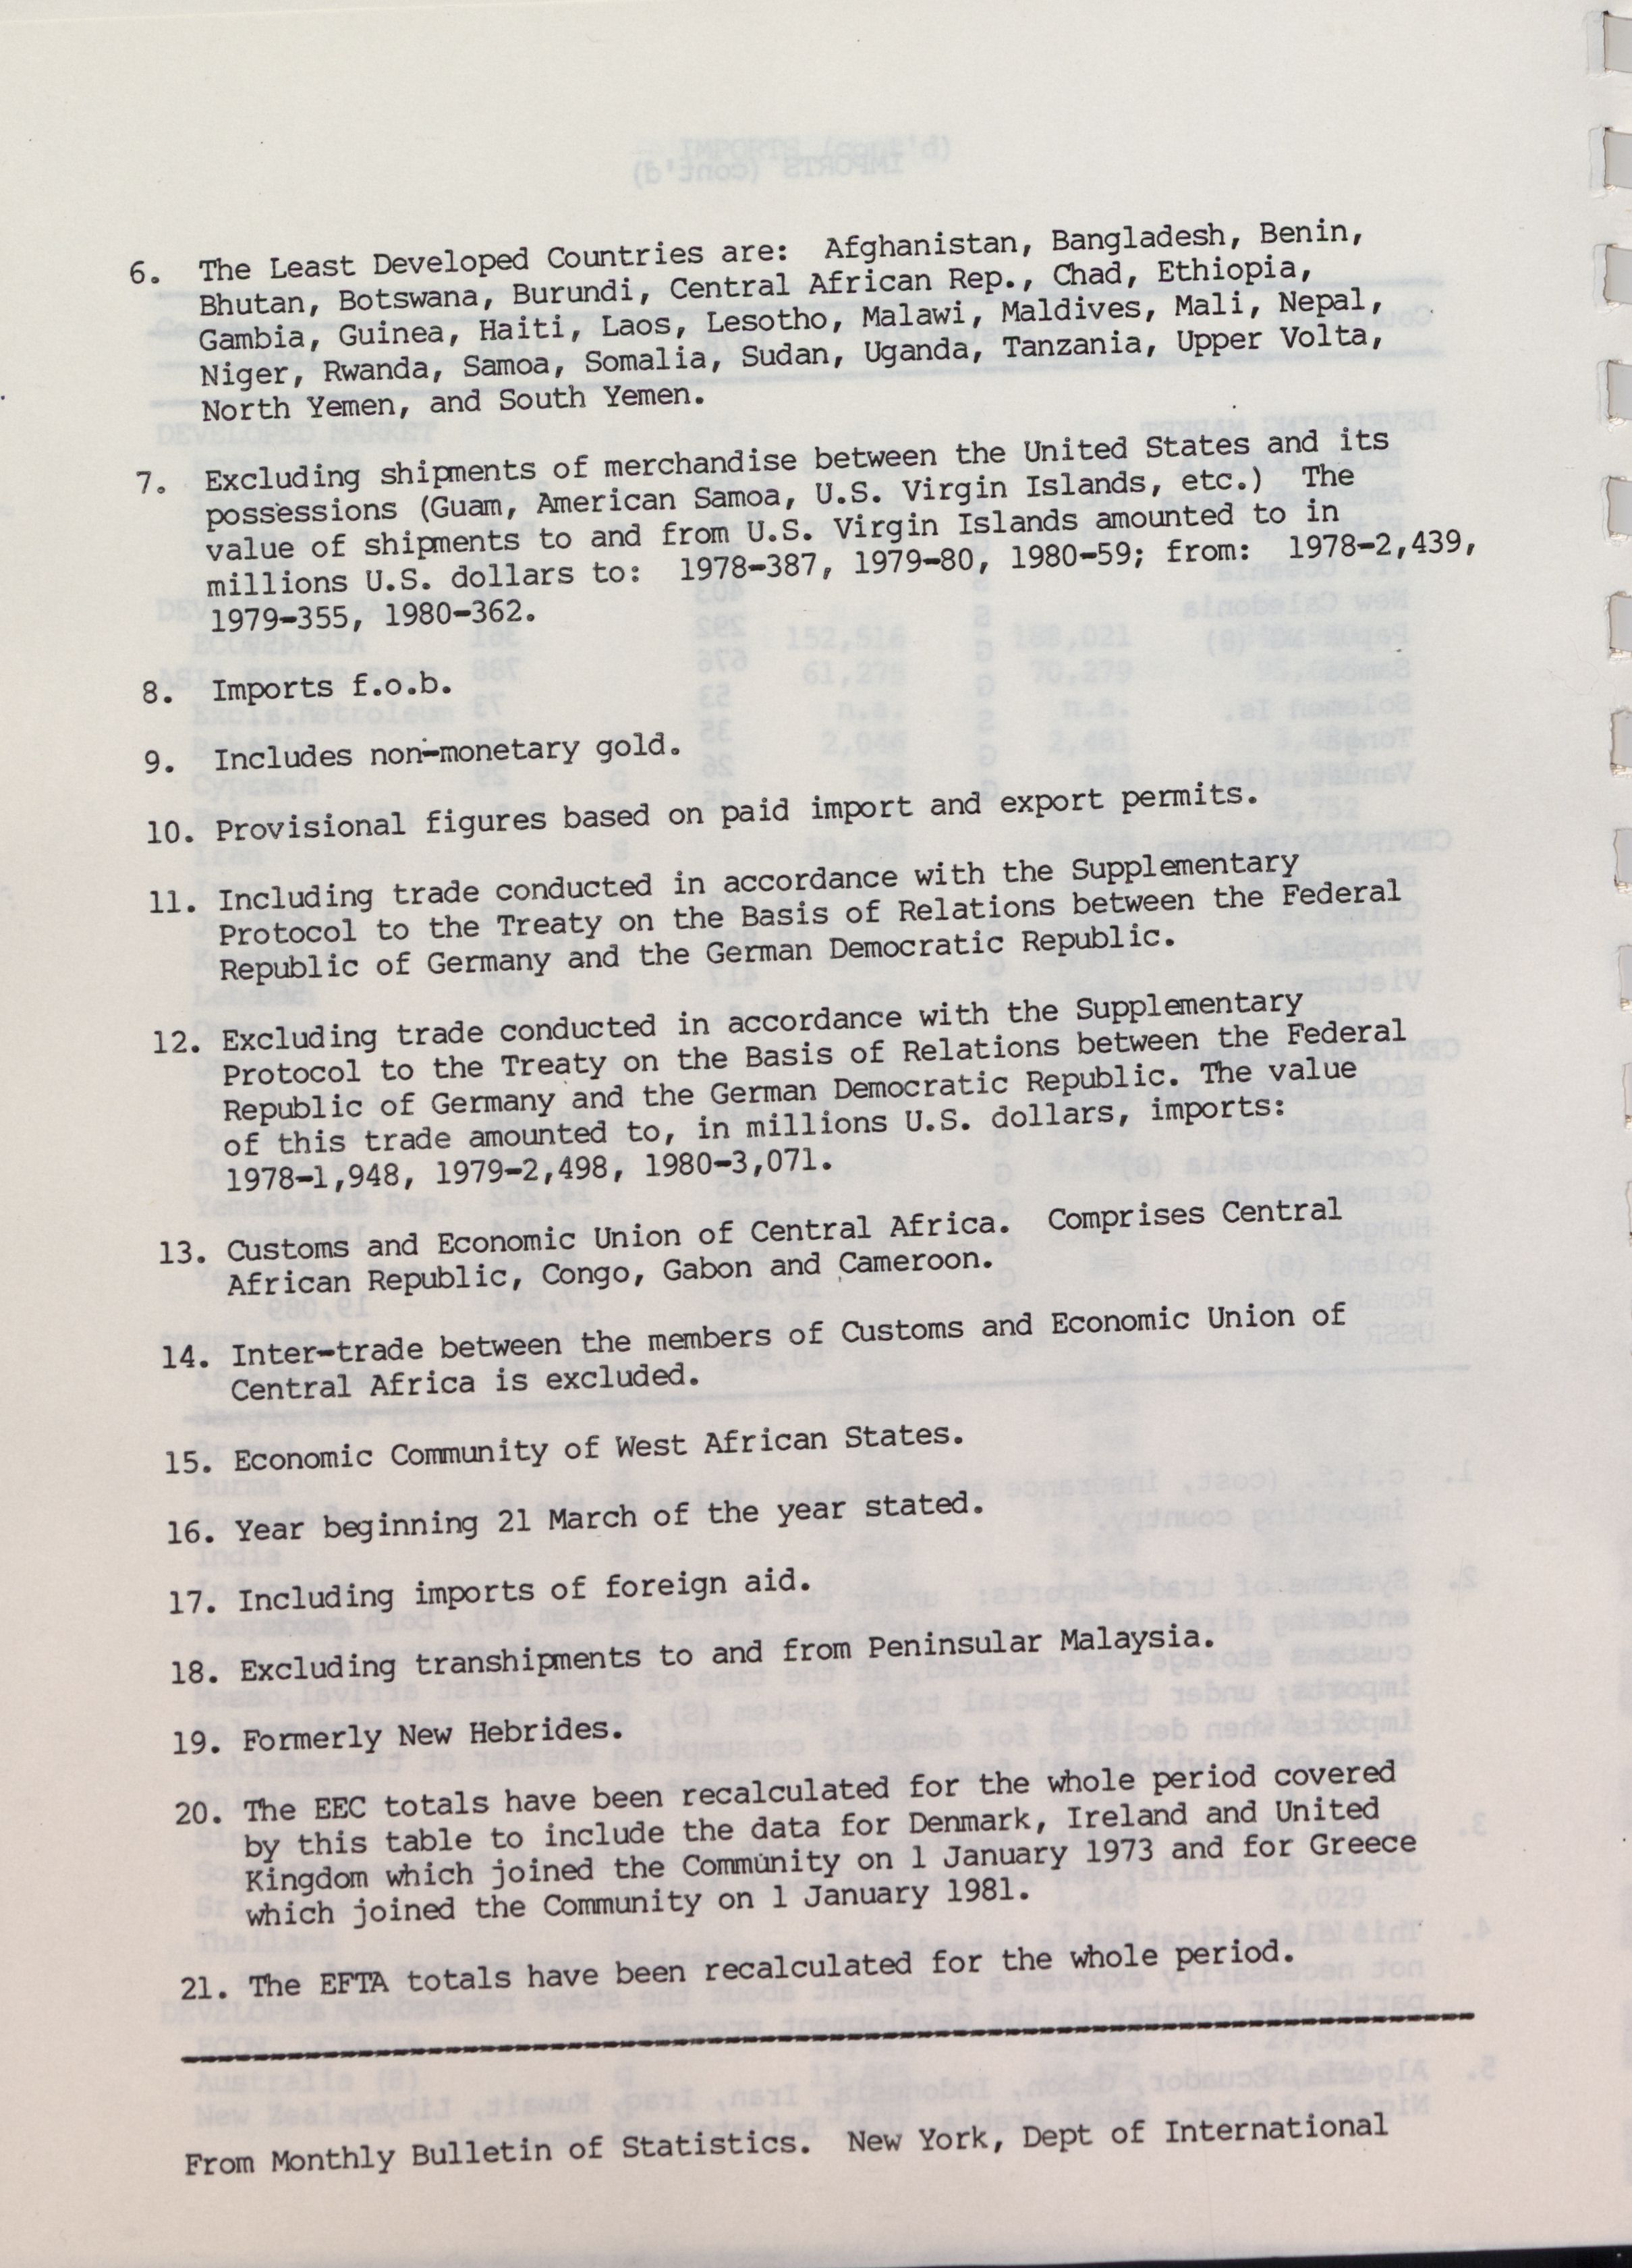 6. The Least Developed Countries are: Afghanistan, Bangladesh, Benin,
Bhutan, Botswana, Burundi, Central African Rep., Chad, Ethiopia,
Gambia, Guinea, Haiti, Laos, Lesotho, Malawi, Maldives, Mali, Nepal,
Niger, Rwanda, Samoa, Somalia, Sudan, Uganda, Tanzania, Upper Volta,
North Yemen, and South Yemen.
7. Excluding shipments of merchandise between the United States and its
possessions (Guam, American Samoa, U.S. Virgin Islands, etc.) The
value of shipments to and from U.S. Virgin Islands amounted to in
millions U.S. dollars to: 1978-387, 1979-80, 1980-59; from: 1978-2,439,
1979-355, 1980-362.
8. Imports f.o.b.
9. Includes non-monetary gold.
10. Provisional figures based on paid import and export permits.
11. Including trade conducted in accordance with the Supplementary
Protocol to the Treaty on the Basis of Relations between the Federal
Republic of Germany and the German Democratic Republic.
12. Excluding trade conducted in accordance with the Supplementary
Protocol to the Treaty on the Basis of Relations between the Federal
Republic of Germany and the German Democratic Republic. The value
of this trade amounted to, in millions U.S. dollars, imports:
1978-1,948, 1979-2,498, 1980-3,071.
13. Customs and Economic Union of Central Africa. Comprises Central
African Republic, Congo, Gabon and Cameroon.
14. Inter-trade between the members of Customs and Economic Union of
Central Africa is excluded.
15. Economic Community of West African States.
16. Year beginning 21 March of the year stated.
17. Including imports of foreign aid.
18. Excluding transhipments to and from Peninsular Malaysia.
19. Formerly New Hebrides.
20. The EEC totals have been recalculated for the whole period covered
by this table to include the data for Denmark, Ireland and United
Kingdom which joined the Community on 1 January 1973 and for Greece
which joined the Community on 1 January 1981.
21. The EFTA totals have been recalculated for the whole period.
From Monthly Bulletin of Statistics. New York, Dept of International